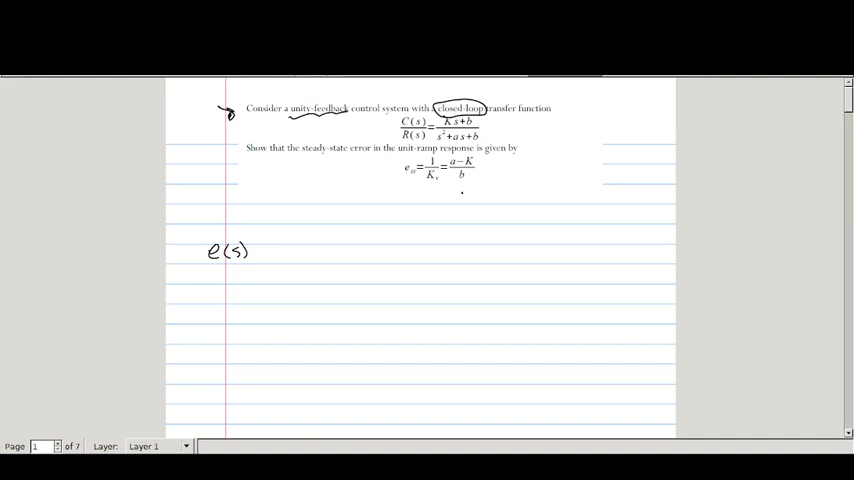 Consider a unity-feedback control system with a closed-loop transfer function
C(s)/R(s) = (Ks+b)/(s²+as+b)
Show that the steady-state error in the unit-ramp response is given by
e_ss = 1/K_v = (a−K)/b
e(s)
Page 1 of 7 Layer: Layer 1